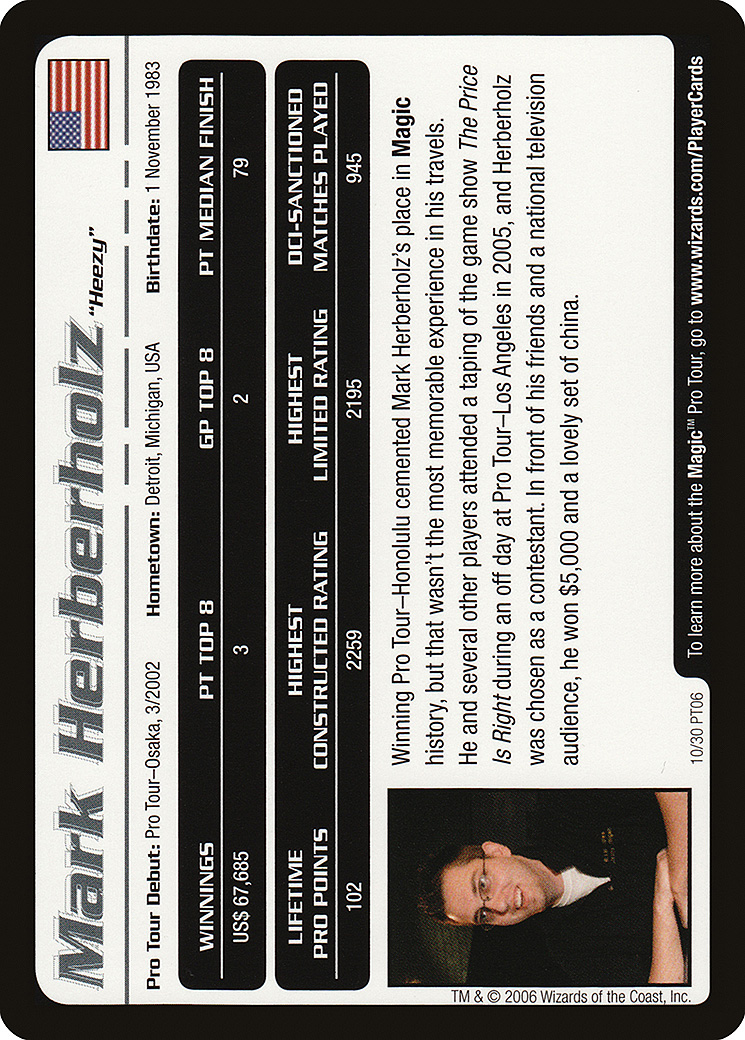 Mark Herberholz "Heezy"
Pro Tour Debut: Pro Tour–Osaka, 3/2002 Hometown: Detroit, Michigan, USA Birthdate: 1 November 1983
WINNINGS PT TOP 8 GP TOP 8 PT MEDIAN FINISH
US$ 67,685 3 2 79
LIFETIME HIGHEST HIGHEST DCI-SANCTIONED
PRO POINTS CONSTRUCTED RATING LIMITED RATING MATCHES PLAYED
102 2259 2195 945
Winning Pro Tour–Honolulu cemented Mark Herberholz's place in Magic
history, but that wasn't the most memorable experience in his travels.
He and several other players attended a taping of the game show The Price
Is Right during an off day at Pro Tour–Los Angeles in 2005, and Herberholz
was chosen as a contestant. In front of his friends and a national television
audience, he won $5,000 and a lovely set of china.
TM & © 2006 Wizards of the Coast, Inc.
10/30 PT06
To learn more about the Magic™ Pro Tour, go to www.wizards.com/PlayerCards